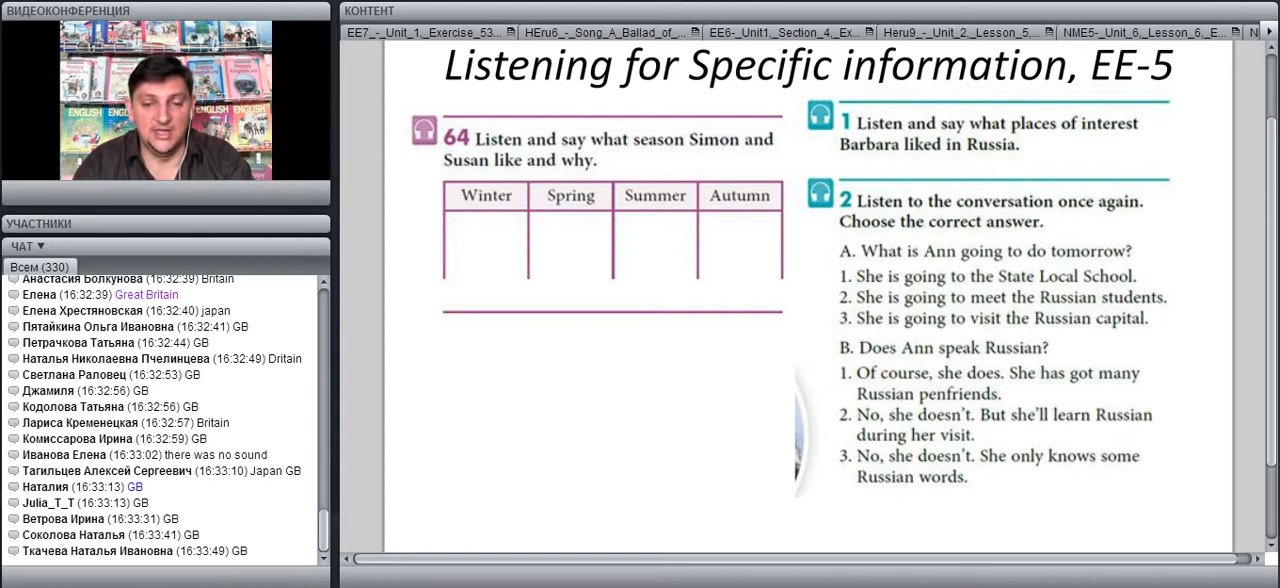 ВИДЕОКОНФЕРЕНЦИЯ
ENGLISH
ENGLISH
УЧАСТНИКИ
ЧАТ ▼
Всем (330)
Анастасия Болкунова (16:32:39) Britain
Елена (16:32:39) Great Britain
Елена Хрестяновская (16:32:40) japan
Пятайкина Ольга Ивановна (16:32:41) GB
Петрачкова Татьяна (16:32:44) GB
Наталья Николаевна Пчелинцева (16:32:49) Dritain
Светлана Раловец (16:32:53) GB
Джамиля (16:32:56) GB
Кодолова Татьяна (16:32:56) GB
Лариса Кременецкая (16:32:57) Britain
Комиссарова Ирина (16:32:59) GB
Иванова Елена (16:33:02) there was no sound
Тагильцев Алексей Сергеевич (16:33:10) Japan GB
Наталия (16:33:13) GB
Julia_T_T (16:33:13) GB
Ветрова Ирина (16:33:31) GB
Соколова Наталья (16:33:41) GB
Ткачева Наталья Ивановна (16:33:49) GB
КОНТЕНТ
EE7_-_Unit_1,_Exercise_53... HEru6_-_Song_A_Ballad_of_... EE6-_Unit1,_Section_4,_Ex... Heru9_-_Unit_2,_Lesson_5,... NME5-_Unit_6,_Lesson_6,_E... N
Listening for Specific information, EE-5
64 Listen and say what season Simon and
Susan like and why.
Winter Spring Summer Autumn
1 Listen and say what places of interest
Barbara liked in Russia.
2 Listen to the conversation once again.
Choose the correct answer.
A. What is Ann going to do tomorrow?
1. She is going to the State Local School.
2. She is going to meet the Russian students.
3. She is going to visit the Russian capital.
B. Does Ann speak Russian?
1. Of course, she does. She has got many
Russian penfriends.
2. No, she doesn't. But she'll learn Russian
during her visit.
3. No, she doesn't. She only knows some
Russian words.